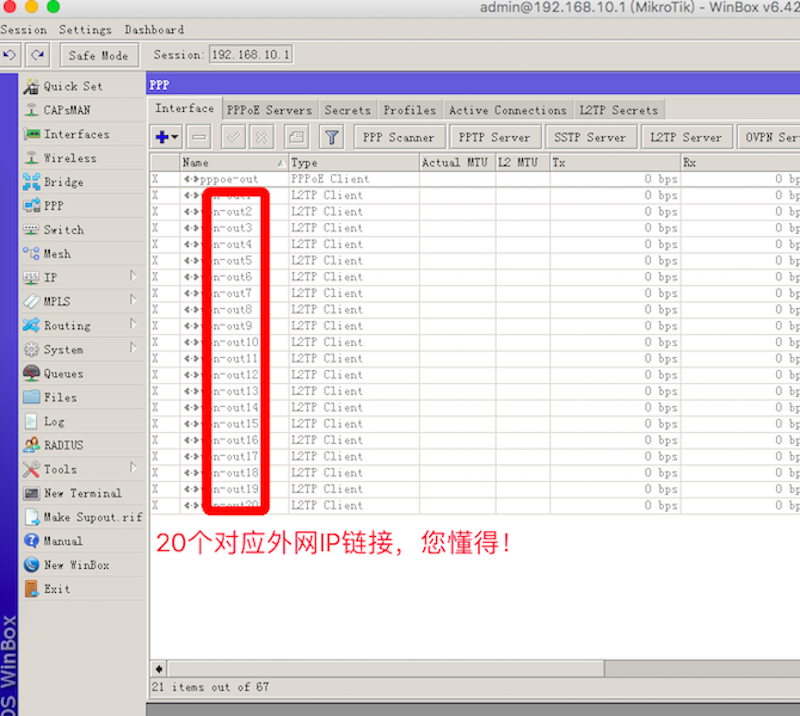 admin@192.168.10.1 (MikroTik) - WinBox v6.42
Session Settings Dashboard
Safe Mode Session: 192.168.10.1
Quick Set
CAPsMAN
Interfaces
Wireless
Bridge
PPP
Switch
Mesh
IP
MPLS
Routing
System
Queues
Files
Log
RADIUS
Tools
New Terminal
Make Supout.rif
Manual
New WinBox
Exit
OS WinBox
PPP
Interface PPPoE Servers Secrets Profiles Active Connections L2TP Secrets
PPP Scanner PPTP Server SSTP Server L2TP Server OVPN Ser
Name Type Actual MTU L2 MTU Tx Rx
X pppoe-out PPPoE Client 0 bps 0 bp
X L2TP Client 0 bps 0 bp
X n-out2 L2TP Client 0 bps 0 bp
X n-out3 L2TP Client 0 bps 0 bp
X n-out4 L2TP Client 0 bps 0 bp
X n-out5 L2TP Client 0 bps 0 bp
X n-out6 L2TP Client 0 bps 0 bp
X n-out7 L2TP Client 0 bps 0 bp
X n-out8 L2TP Client 0 bps 0 bp
X n-out9 L2TP Client 0 bps 0 bp
X n-out10 L2TP Client 0 bps 0 bp
X n-out11 L2TP Client 0 bps 0 bp
X n-out12 L2TP Client 0 bps 0 bp
X n-out13 L2TP Client 0 bps 0 bp
X n-out14 L2TP Client 0 bps 0 bp
X n-out15 L2TP Client 0 bps 0 bp
X n-out16 L2TP Client 0 bps 0 bp
X n-out17 L2TP Client 0 bps 0 bp
X n-out18 L2TP Client 0 bps 0 bp
X n-out19 L2TP Client 0 bps 0 bp
X n-out20 L2TP Client 0 bps 0 bp
20个对应外网IP链接，您懂得！
21 items out of 67